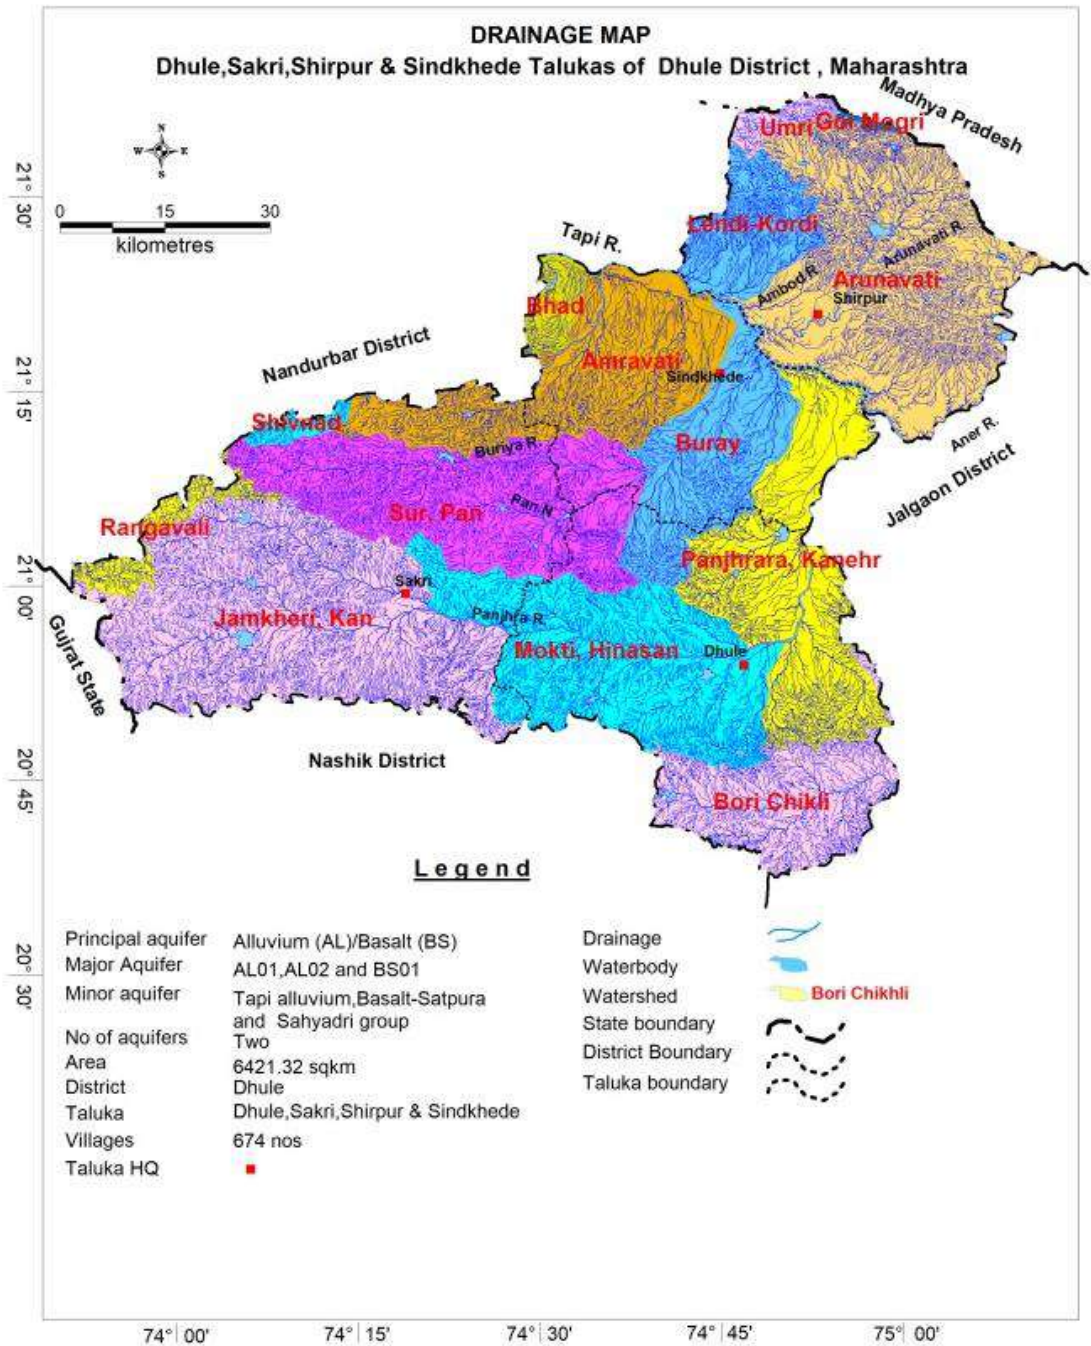 DRAINAGE MAP
Dhule,Sakri,Shirpur & Sindkhede Talukas of Dhule District , Maharashtra
Madhya Pradesh
Umri
Goi Mogri
N
W E
S
21° 30'
0 15 30
kilometres
Lendi-Kordi
Tapi R.
Arunavati R.
Ambod R.
Arunavati
Shirpur
Bhad
Nandurbar District
Amravati
Sindkhede
21° 15'
Shivnad
Buray
Aner R.
Jalgaon District
Buriya R.
Pan N
Sur, Pan
Rangavali
Panjhrara, Kanehr
21° 00'
Sakri
Jamkheri, Kan
Panjhra R.
Gujrat State
Mokti, Hinasan
Dhule
Nashik District
20° 45'
Bori Chikli
Legend
Principal aquifer Alluvium (AL)/Basalt (BS)
Major Aquifer AL01,AL02 and BS01
Minor aquifer Tapi alluvium,Basalt-Satpura
and Sahyadri group
No of aquifers Two
Area 6421.32 sqkm
District Dhule
Taluka Dhule,Sakri,Shirpur & Sindkhede
Villages 674 nos
Taluka HQ
Drainage
Waterbody
Watershed Bori Chikhli
State boundary
District Boundary
Taluka boundary
20° 30'
74° 00' 74° 15' 74° 30' 74° 45' 75° 00'